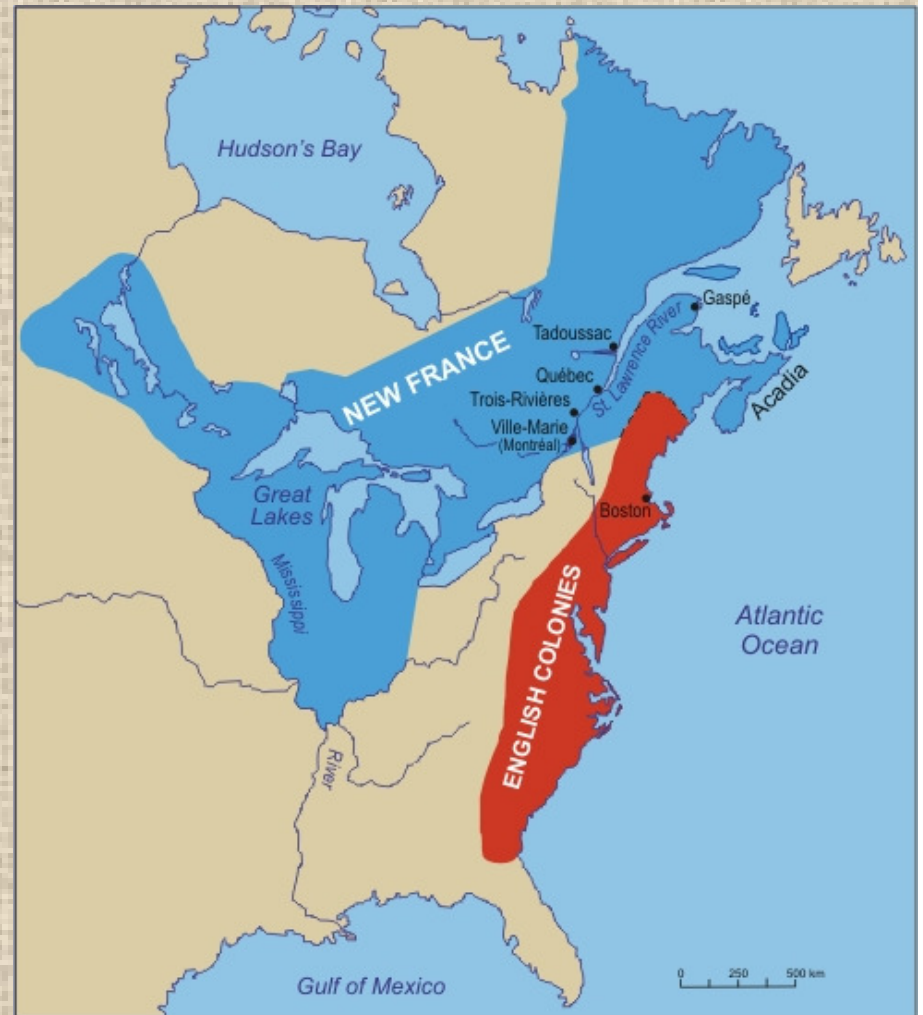 Hudson's Bay
NEW FRANCE
Gaspé
Tadoussac
St. Lawrence River
Québec
Trois-Rivières
Ville-Marie
(Montréal)
Acadia
Great
Lakes
Boston
Mississippi
River
ENGLISH COLONIES
Atlantic
Ocean
Gulf of Mexico
0 250 500 km